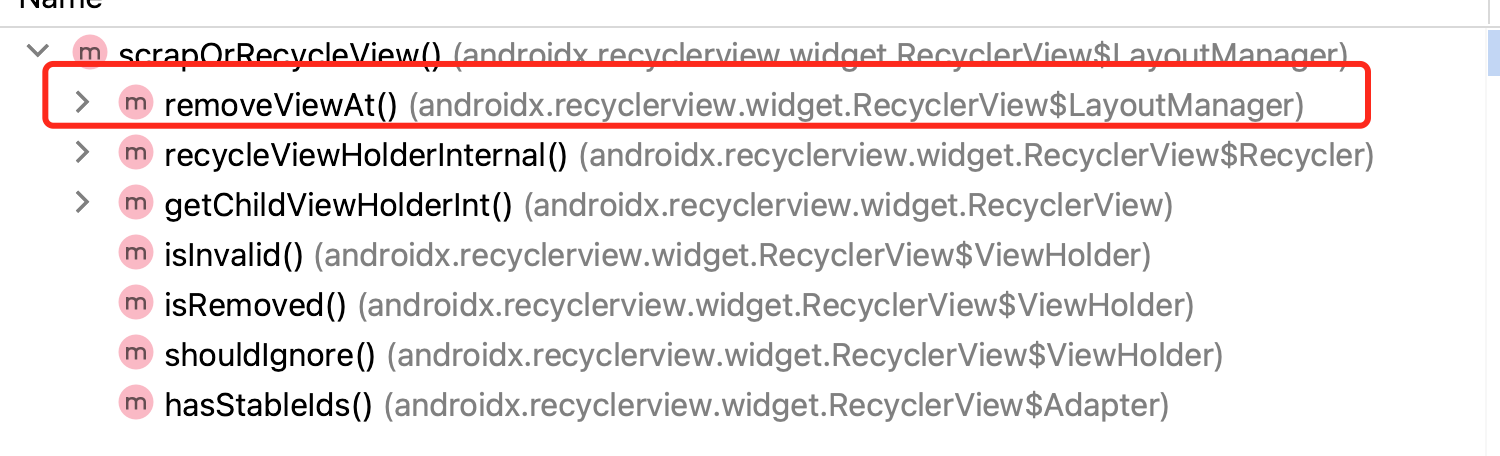 Name
m scrapOrRecycleView() (androidx.recyclerview.widget.RecyclerView$LayoutManager)
m removeViewAt() (androidx.recyclerview.widget.RecyclerView$LayoutManager)
m recycleViewHolderInternal() (androidx.recyclerview.widget.RecyclerView$Recycler)
m getChildViewHolderInt() (androidx.recyclerview.widget.RecyclerView)
m isInvalid() (androidx.recyclerview.widget.RecyclerView$ViewHolder)
m isRemoved() (androidx.recyclerview.widget.RecyclerView$ViewHolder)
m shouldIgnore() (androidx.recyclerview.widget.RecyclerView$ViewHolder)
m hasStableIds() (androidx.recyclerview.widget.RecyclerView$Adapter)